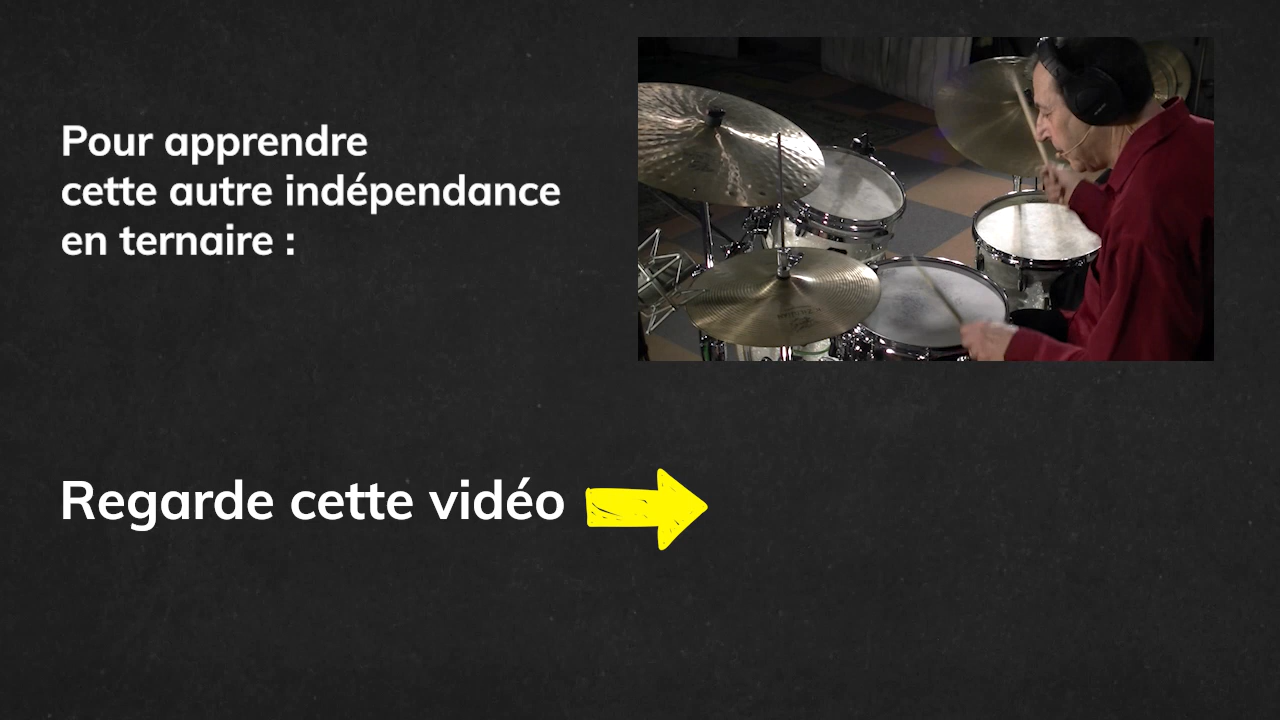 Pour apprendre
cette autre indépendance
en ternaire :
Regarde cette vidéo